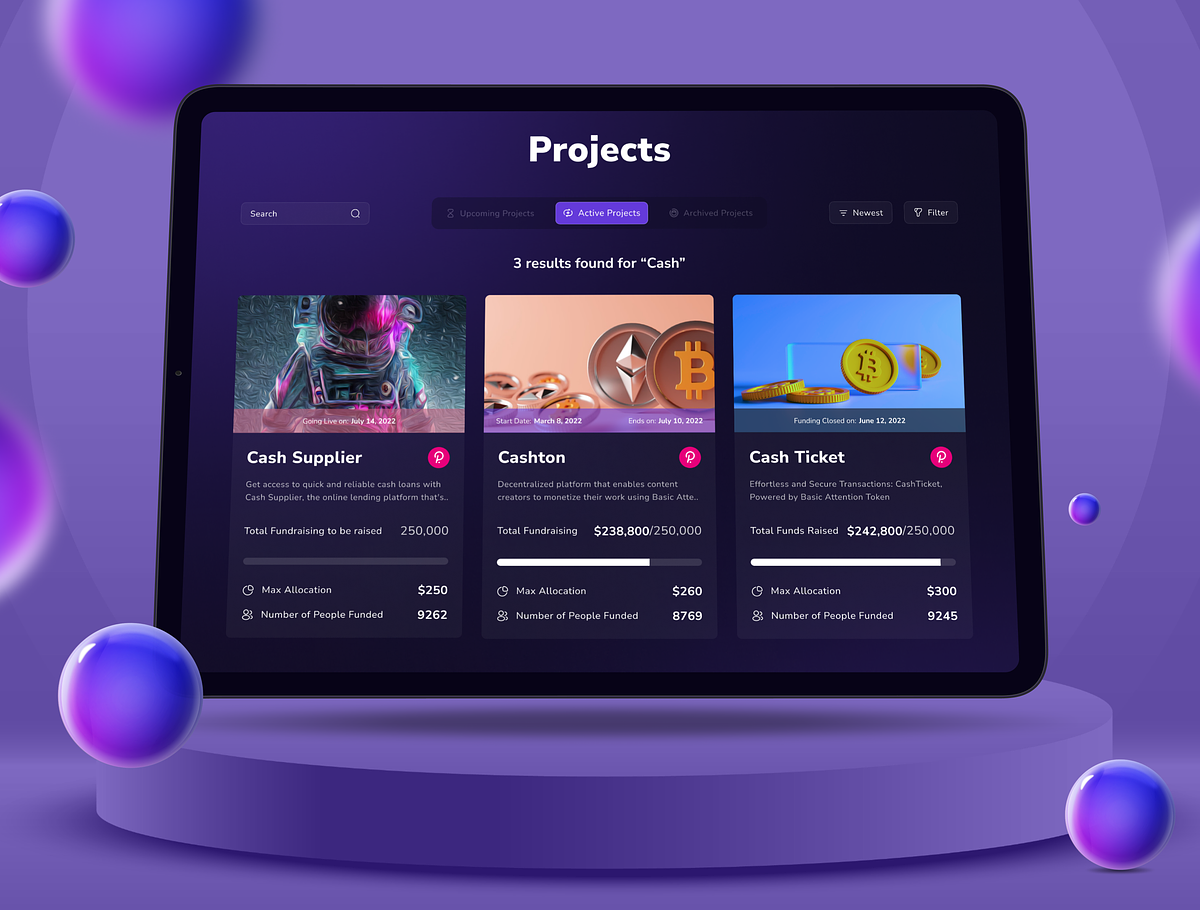 Projects
Search
Upcoming Projects
Active Projects
Archived Projects
Newest
Filter
3 results found for “Cash”
Going Live on: July 14, 2022
Start Date: March 8, 2022
Ends on: July 10, 2022
Funding Closed on: June 12, 2022
Cash Supplier
Get access to quick and reliable cash loans with
Cash Supplier, the online lending platform that's..
Total Fundraising to be raised 250,000
Max Allocation $250
Number of People Funded 9262
Cashton
Decentralized platform that enables content
creators to monetize their work using Basic Atte..
Total Fundraising $238,800/250,000
Max Allocation $260
Number of People Funded 8769
Cash Ticket
Effortless and Secure Transactions: CashTicket,
Powered by Basic Attention Token
Total Funds Raised $242,800/250,000
Max Allocation $300
Number of People Funded 9245